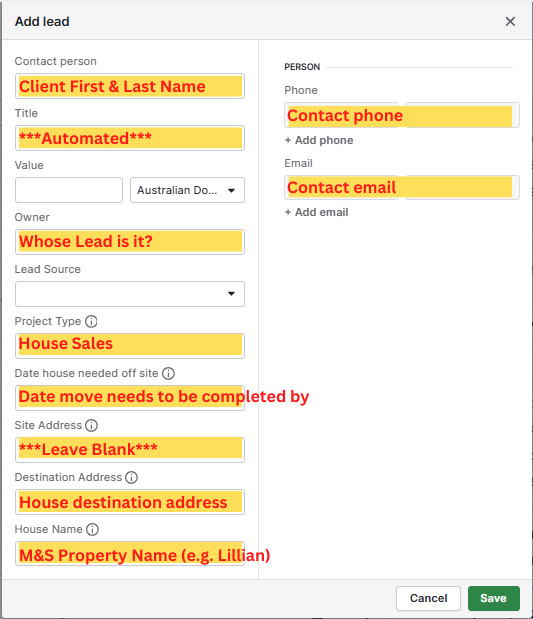 Add lead
Contact person
Client First & Last Name
Title
***Automated***
Value
Australian Do...
Owner
Whose Lead is it?
Lead Source
Project Type
House Sales
Date house needed off site
Date move needs to be completed by
Site Address
***Leave Blank***
Destination Address
House destination address
House Name
M&S Property Name (e.g. Lillian)
PERSON
Phone
Contact phone
+ Add phone
Email
Contact email
+ Add email
Cancel
Save